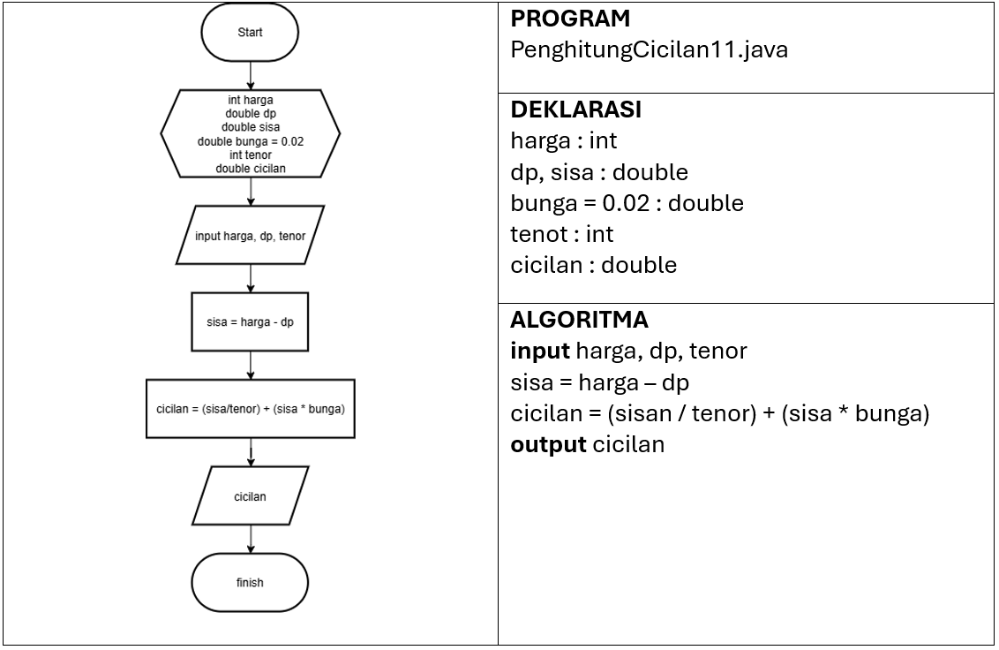 Start
int harga
double dp
double sisa
double bunga = 0.02
int tenor
double cicilan
input harga, dp, tenor
sisa = harga - dp
cicilan = (sisa/tenor) + (sisa * bunga)
cicilan
finish
PROGRAM
PenghitungCicilan11.java
DEKLARASI
harga : int
dp, sisa : double
bunga = 0.02 : double
tenot : int
cicilan : double
ALGORITMA
input harga, dp, tenor
sisa = harga – dp
cicilan = (sisan / tenor) + (sisa * bunga)
output cicilan